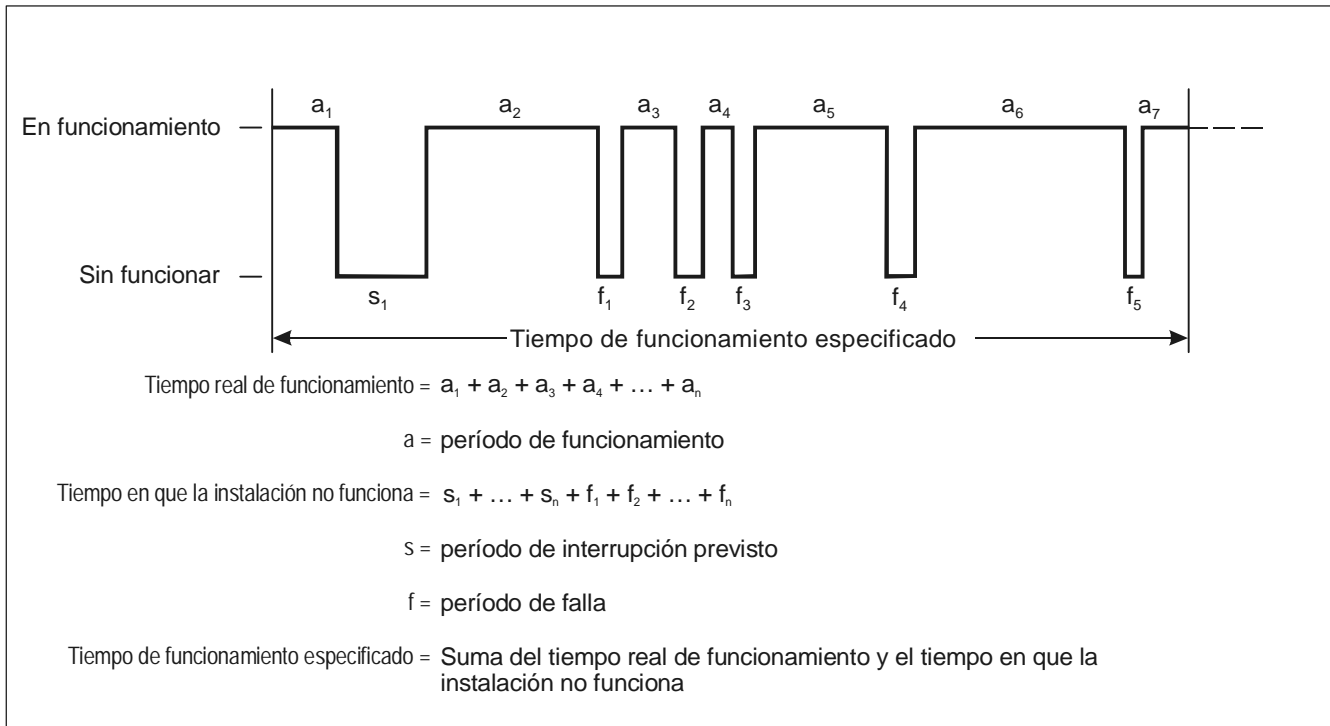 a₁ a₂ a₃ a₄ a₅ a₆ a₇
En funcionamiento
Sin funcionar
s₁ f₁ f₂ f₃ f₄ f₅
Tiempo de funcionamiento especificado
Tiempo real de funcionamiento = a₁ + a₂ + a₃ + a₄ + … + aₙ
a = período de funcionamiento
Tiempo en que la instalación no funciona = s₁ + … + sₙ + f₁ + f₂ + … + fₙ
s = período de interrupción previsto
f = período de falla
Tiempo de funcionamiento especificado = Suma del tiempo real de funcionamiento y el tiempo en que la
instalación no funciona